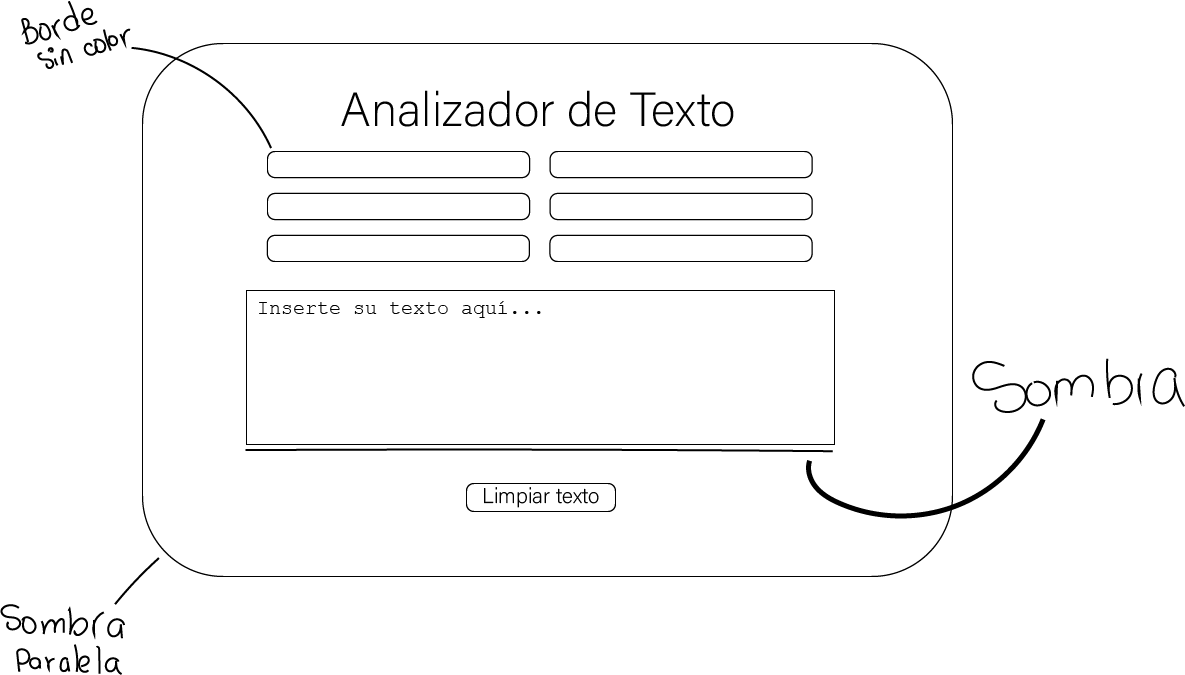 Borde
sin color
Analizador de Texto
Inserte su texto aquí...
Sombra
Limpiar texto
Sombra
Paralela